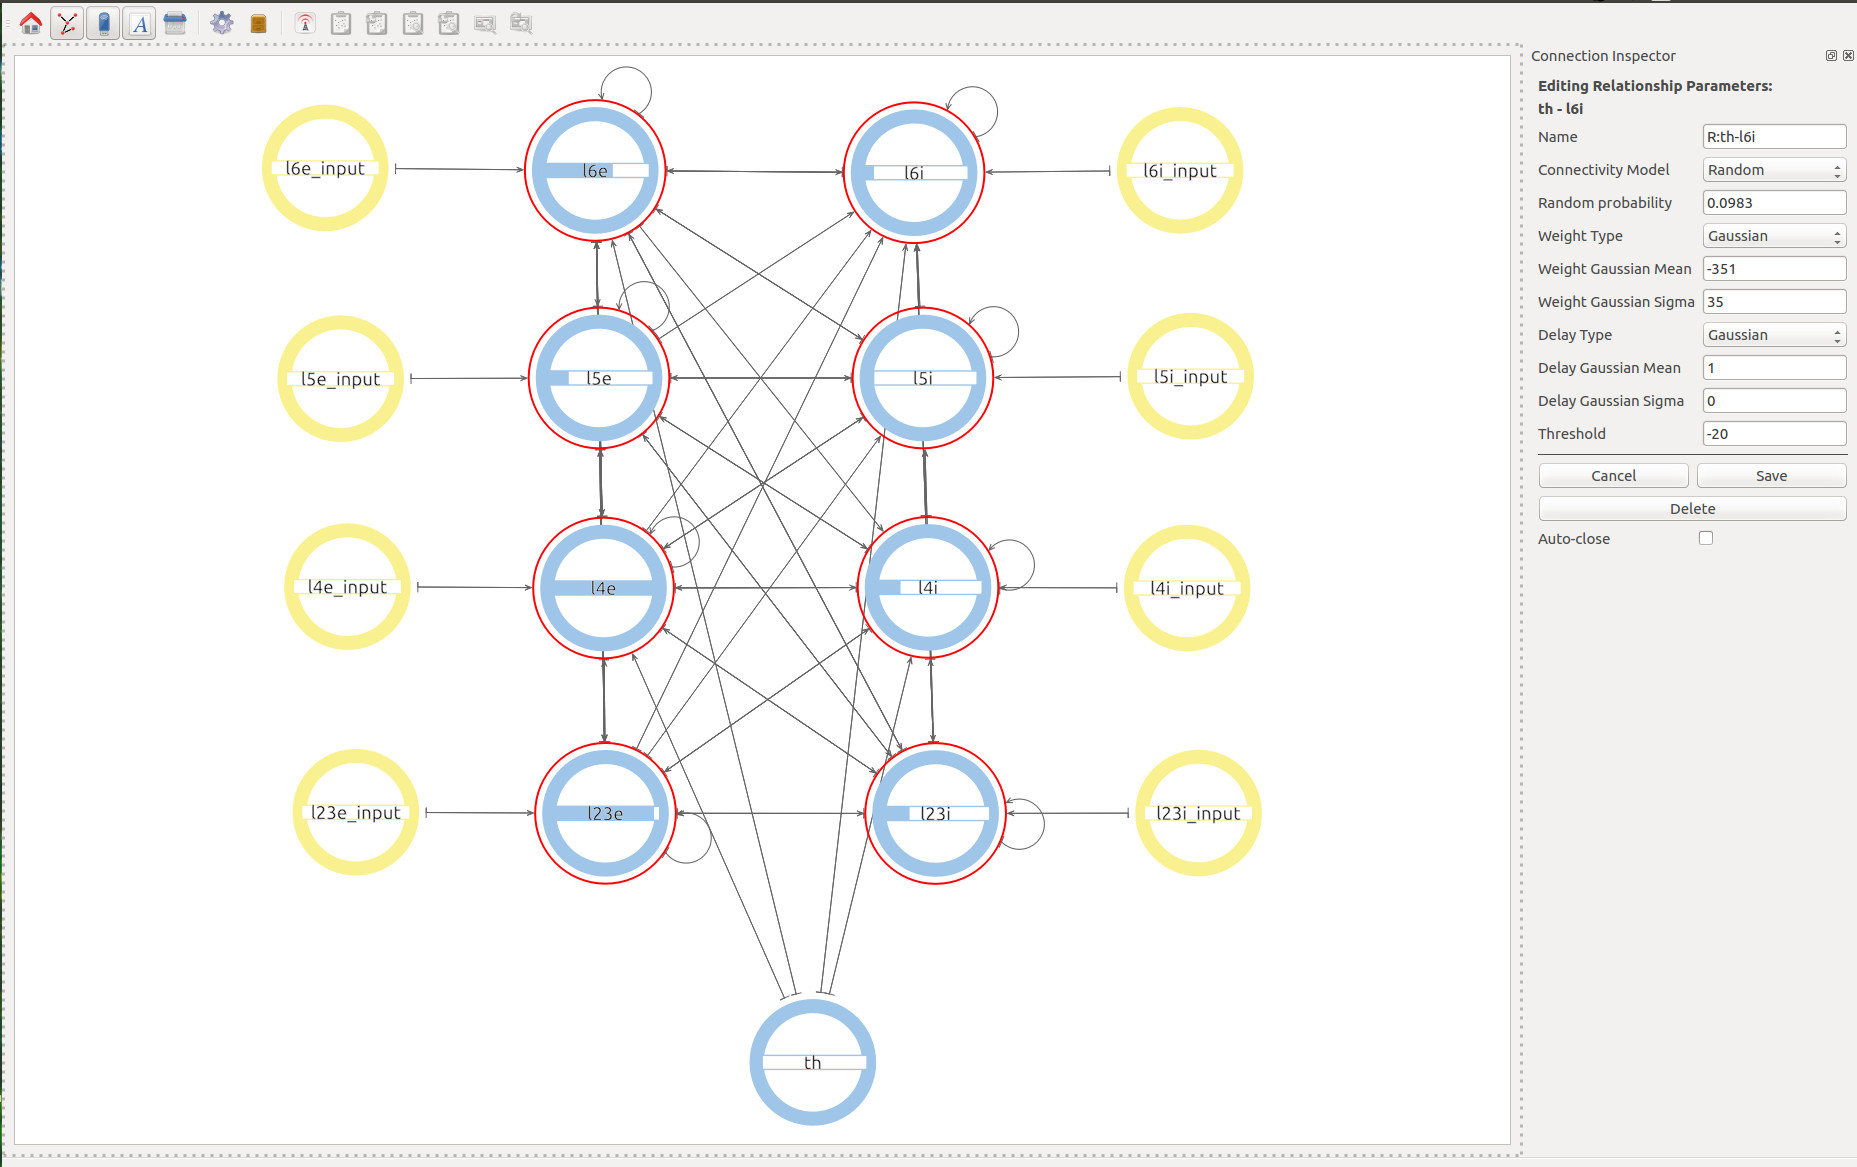 A
Connection Inspector
Editing Relationship Parameters:
th - l6i
Name R:th-l6i
Connectivity Model Random
Random probability 0.0983
Weight Type Gaussian
Weight Gaussian Mean -351
Weight Gaussian Sigma 35
Delay Type Gaussian
Delay Gaussian Mean 1
Delay Gaussian Sigma 0
Threshold -20
Cancel Save
Delete
Auto-close
l6e_input l6e l6i l6i_input
l5e_input l5e l5i l5i_input
l4e_input l4e l4i l4i_input
l23e_input l23e l23i l23i_input
th